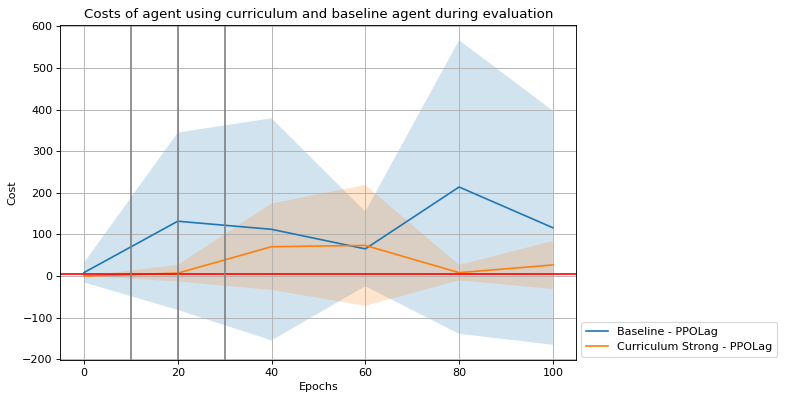 Costs of agent using curriculum and baseline agent during evaluation
600
500
400
300
200
100
0
−100
−200
Cost
0 20 40 60 80 100
Epochs
Baseline - PPOLag
Curriculum Strong - PPOLag